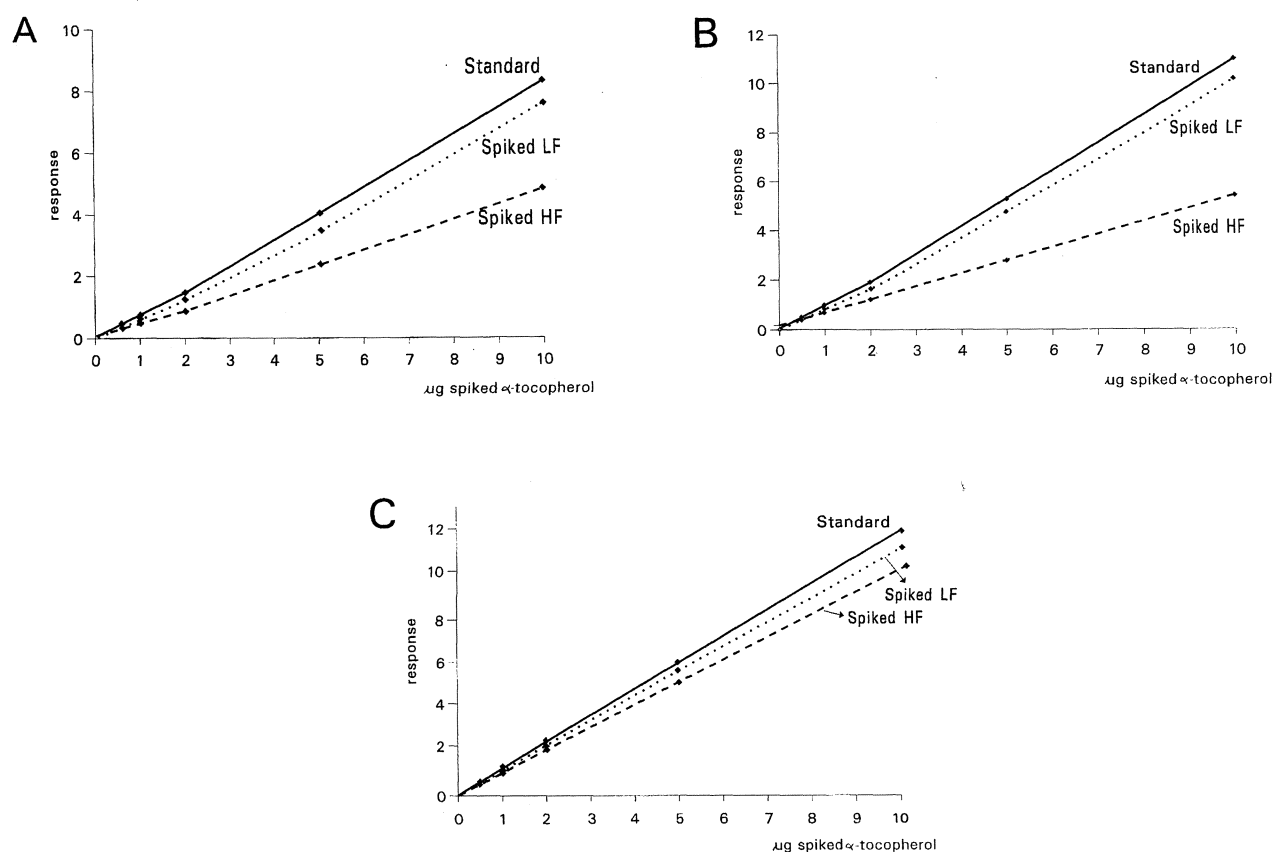 A
10
8
6
4
2
0
response
Standard
Spiked LF
Spiked HF
0 1 2 3 4 5 6 7 8 9 10
µg spiked α-tocopherol
B
12
10
8
6
4
2
0
response
Standard
Spiked LF
Spiked HF
0 1 2 3 4 5 6 7 8 9 10
µg spiked α-tocopherol
C
12
10
8
6
4
2
0
response
Standard
Spiked LF
Spiked HF
0 1 2 3 4 5 6 7 8 9 10
µg spiked α-tocopherol